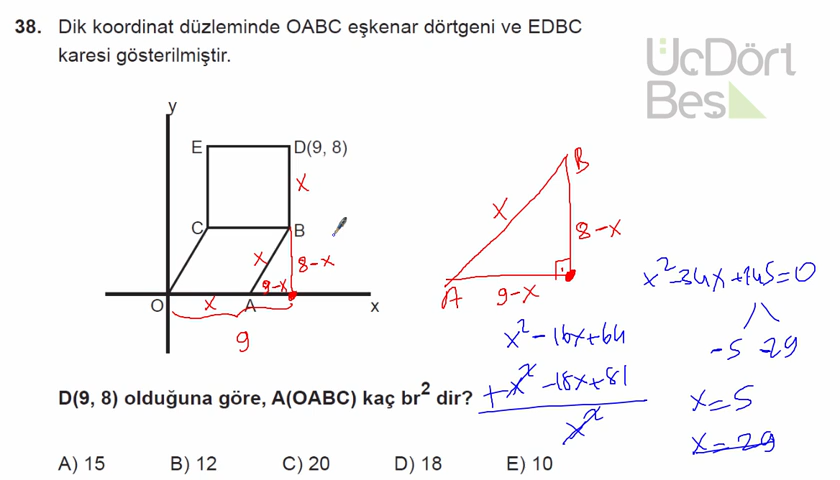 38. Dik koordinat düzleminde OABC eşkenar dörtgeni ve EDBC
karesi gösterilmiştir.
ÜçDört
Beş
y
E
D(9, 8)
x
C
B
x
8-x
9-x
O
x
A
x
9
B
x
8-x
A
9-x
x²-34x+145=0
-5 -29
x=5
x=29
x²-16x+64
+x²-18x+81
x²
D(9, 8) olduğuna göre, A(OABC) kaç br² dir?
A) 15 B) 12 C) 20 D) 18 E) 10